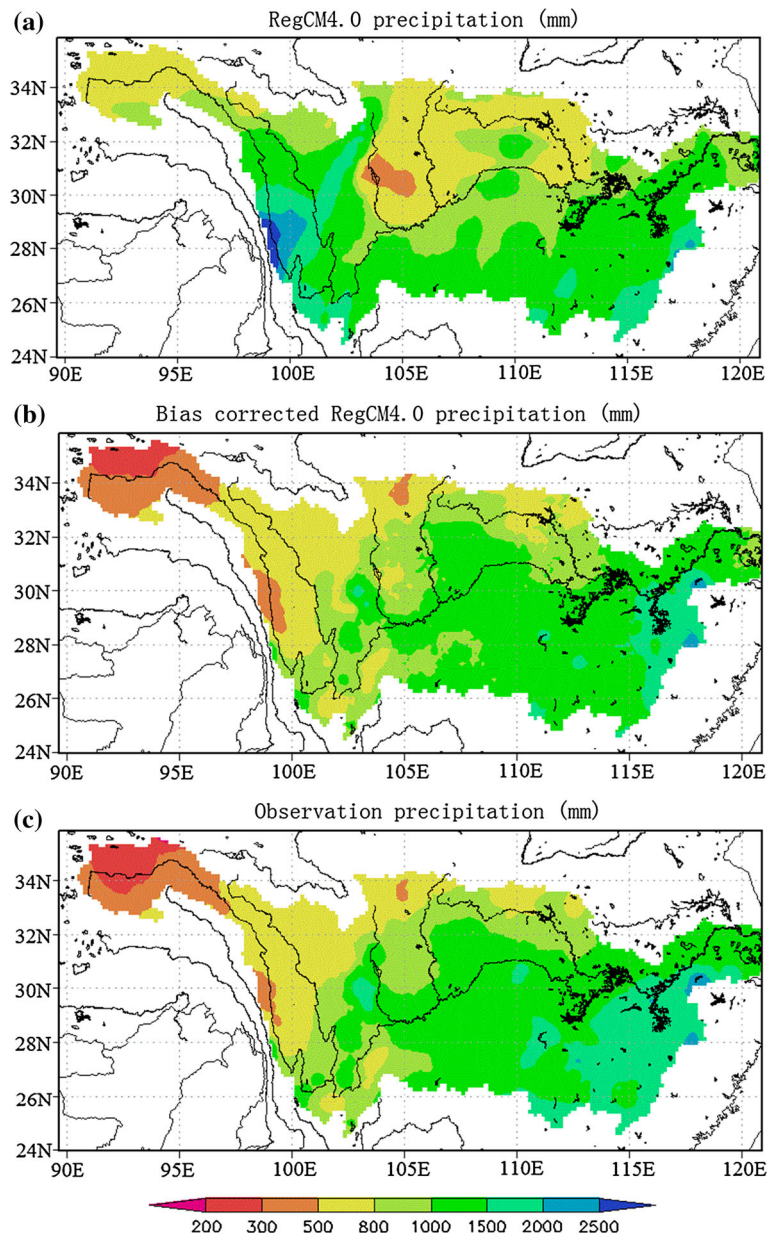 (a) RegCM4.0 precipitation (mm)
34N
32N
30N
28N
26N
24N
90E 95E 100E 105E 110E 115E 120E
(b) Bias corrected RegCM4.0 precipitation (mm)
34N
32N
30N
28N
26N
24N
90E 95E 100E 105E 110E 115E 120E
(c) Observation precipitation (mm)
34N
32N
30N
28N
26N
24N
90E 95E 100E 105E 110E 115E 120E
200 300 500 800 1000 1500 2000 2500